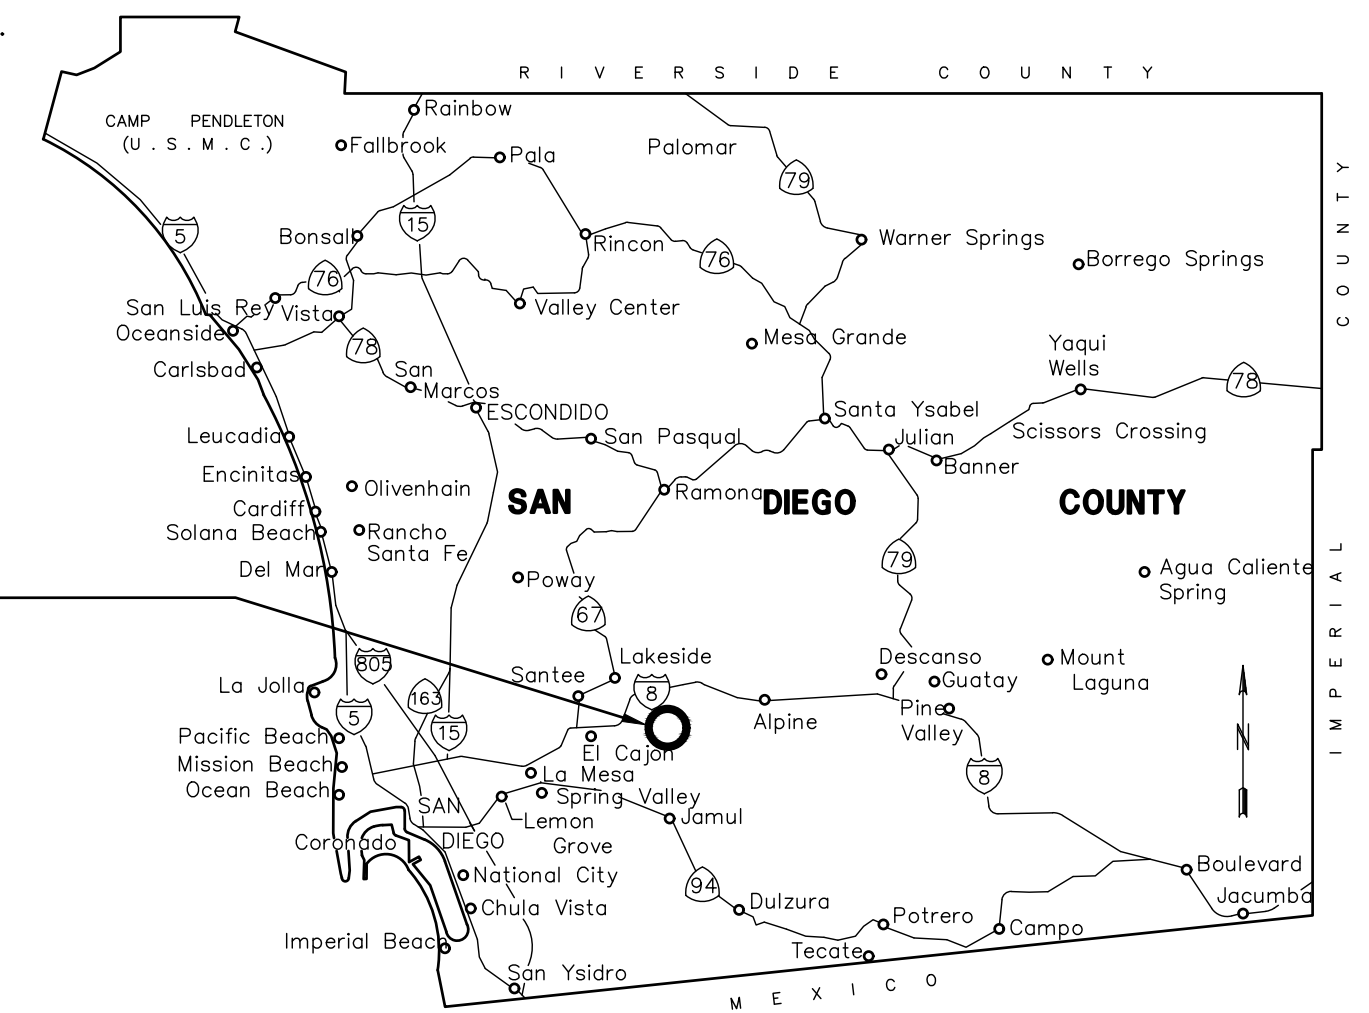 RIVERSIDE COUNTY
Rainbow
CAMP PENDLETON
(U.S.M.C.)
Fallbrook
Pala
Palomar
79
COUNTY
5
15
Bonsall
Rincon
Warner Springs
76
76
Borrego Springs
San Luis Rey
Vista
Valley Center
Oceanside
78
Mesa Grande
Yaqui
Wells
Carlsbad
San
Marcos
78
ESCONDIDO
Santa Ysabel
Leucadia
San Pasqual
Julian
Scissors Crossing
Banner
Encinitas
Olivenhain
Ramona
SAN DIEGO COUNTY
Cardiff
Solana Beach
Rancho
Santa Fe
Del Mar
79
Poway
Agua Caliente
Spring
IMPERIAL
67
805
Lakeside
Descanso
Mount
Laguna
La Jolla
Santee
163
8
Guatay
5
15
Alpine
Pine
Valley
Pacific Beach
El Cajon
N
Mission Beach
La Mesa
8
Ocean Beach
Spring Valley
SAN
DIEGO
Lemon
Grove
Jamul
Coronado
National City
Boulevard
94
Chula Vista
Dulzura
Jacumba
Potrero
Campo
Imperial Beach
Tecate
San Ysidro
MEXICO